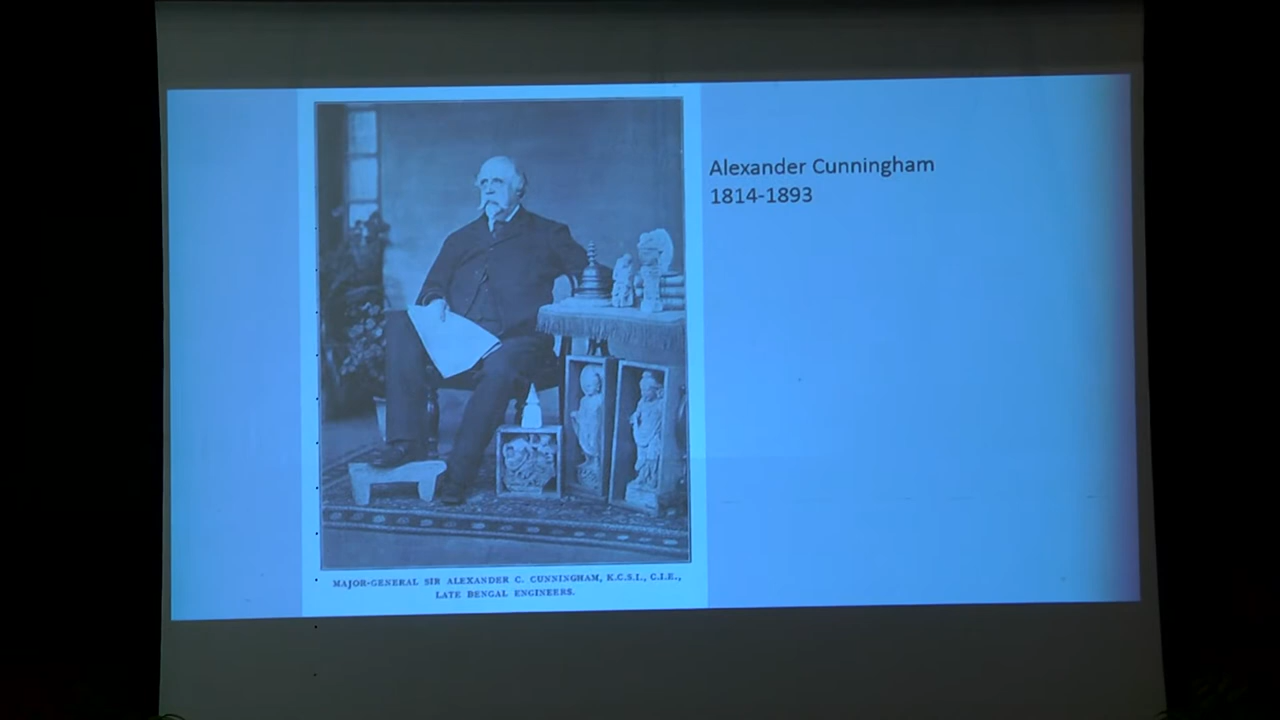 Alexander Cunningham
1814-1893
MAJOR-GENERAL SIR ALEXANDER C. CUNNINGHAM, K.C.S.I., C.I.E.,
LATE BENGAL ENGINEERS.